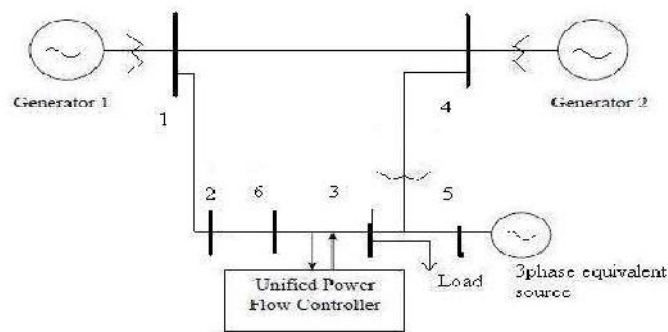 Generator 1
1
4
Generator 2
2
6
3
5
Unified Power
Flow Controller
Load
3phase equivalent
source